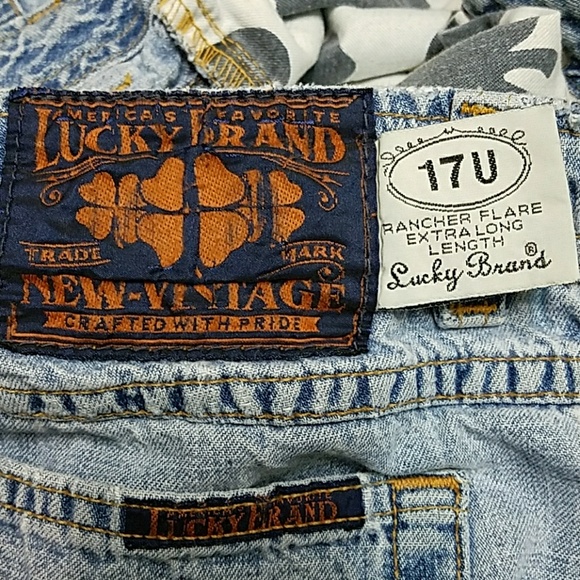 AMERICA'S FAVORITE
LUCKY BRAND
TRADE MARK
NEW-VINTAGE
CRAFTED WITH PRIDE
17U
RANCHER FLARE
EXTRA LONG
LENGTH
Lucky Brand®
LUCKY BRAND